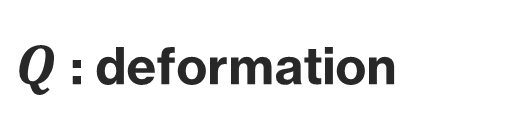 Q : deformation